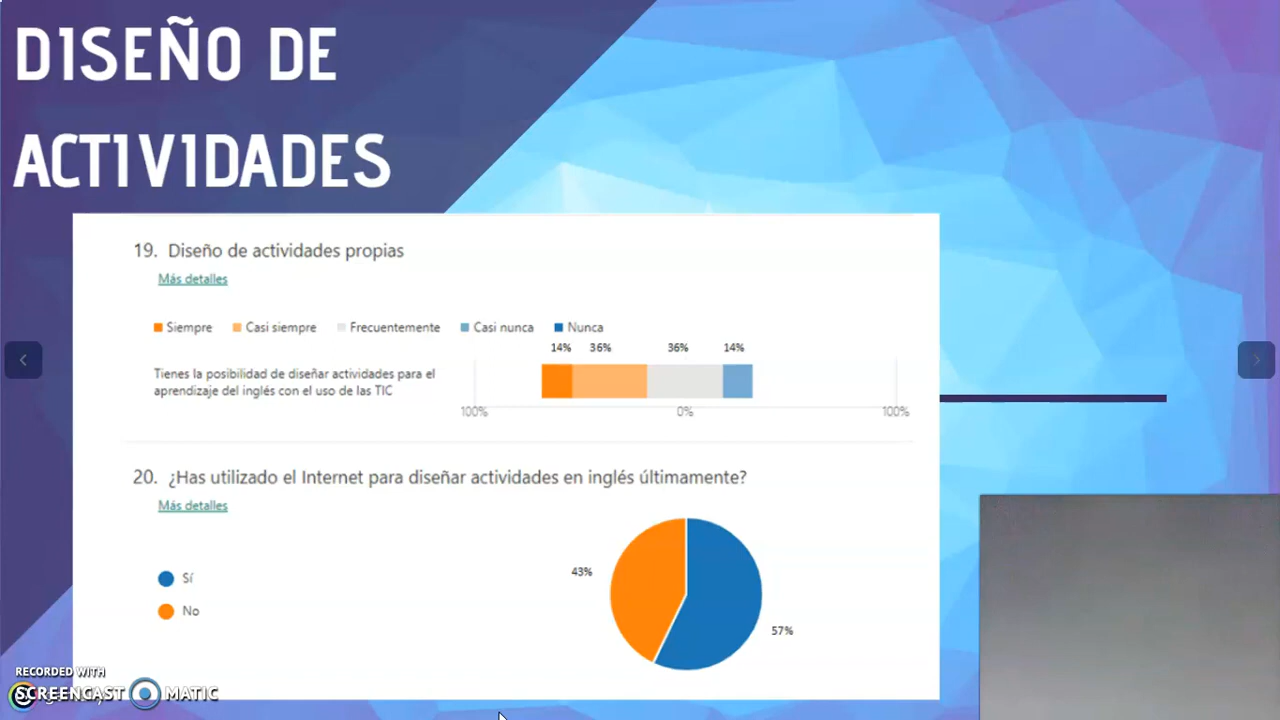 DISEÑO DE
ACTIVIDADES
19. Diseño de actividades propias
Más detalles
Siempre Casi siempre Frecuentemente Casi nunca Nunca
14% 36% 36% 14%
Tienes la posibilidad de diseñar actividades para el
aprendizaje del inglés con el uso de las TIC
100% 0% 100%
20. ¿Has utilizado el Internet para diseñar actividades en inglés últimamente?
Más detalles
Sí
No
43%
57%
RECORDED WITH
SCREENCAST MATIC